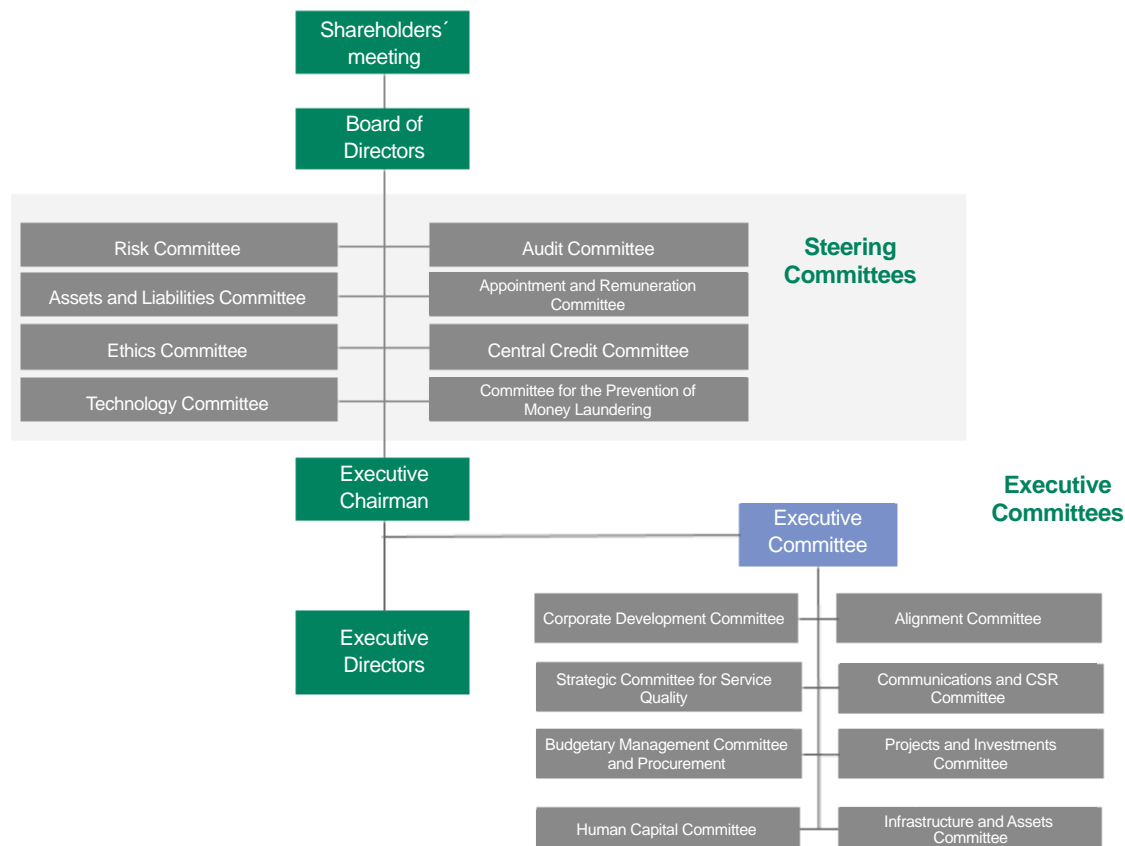 Shareholders´
meeting
Board of
Directors
Steering
Committees
Risk Committee
Audit Committee
Assets and Liabilities Committee
Appointment and Remuneration
Committee
Ethics Committee
Central Credit Committee
Technology Committee
Committee for the Prevention of
Money Laundering
Executive
Chairman
Executive
Committees
Executive
Committee
Executive
Directors
Corporate Development Committee
Alignment Committee
Strategic Committee for Service
Quality
Communications and CSR
Committee
Budgetary Management Committee
and Procurement
Projects and Investments
Committee
Human Capital Committee
Infrastructure and Assets
Committee